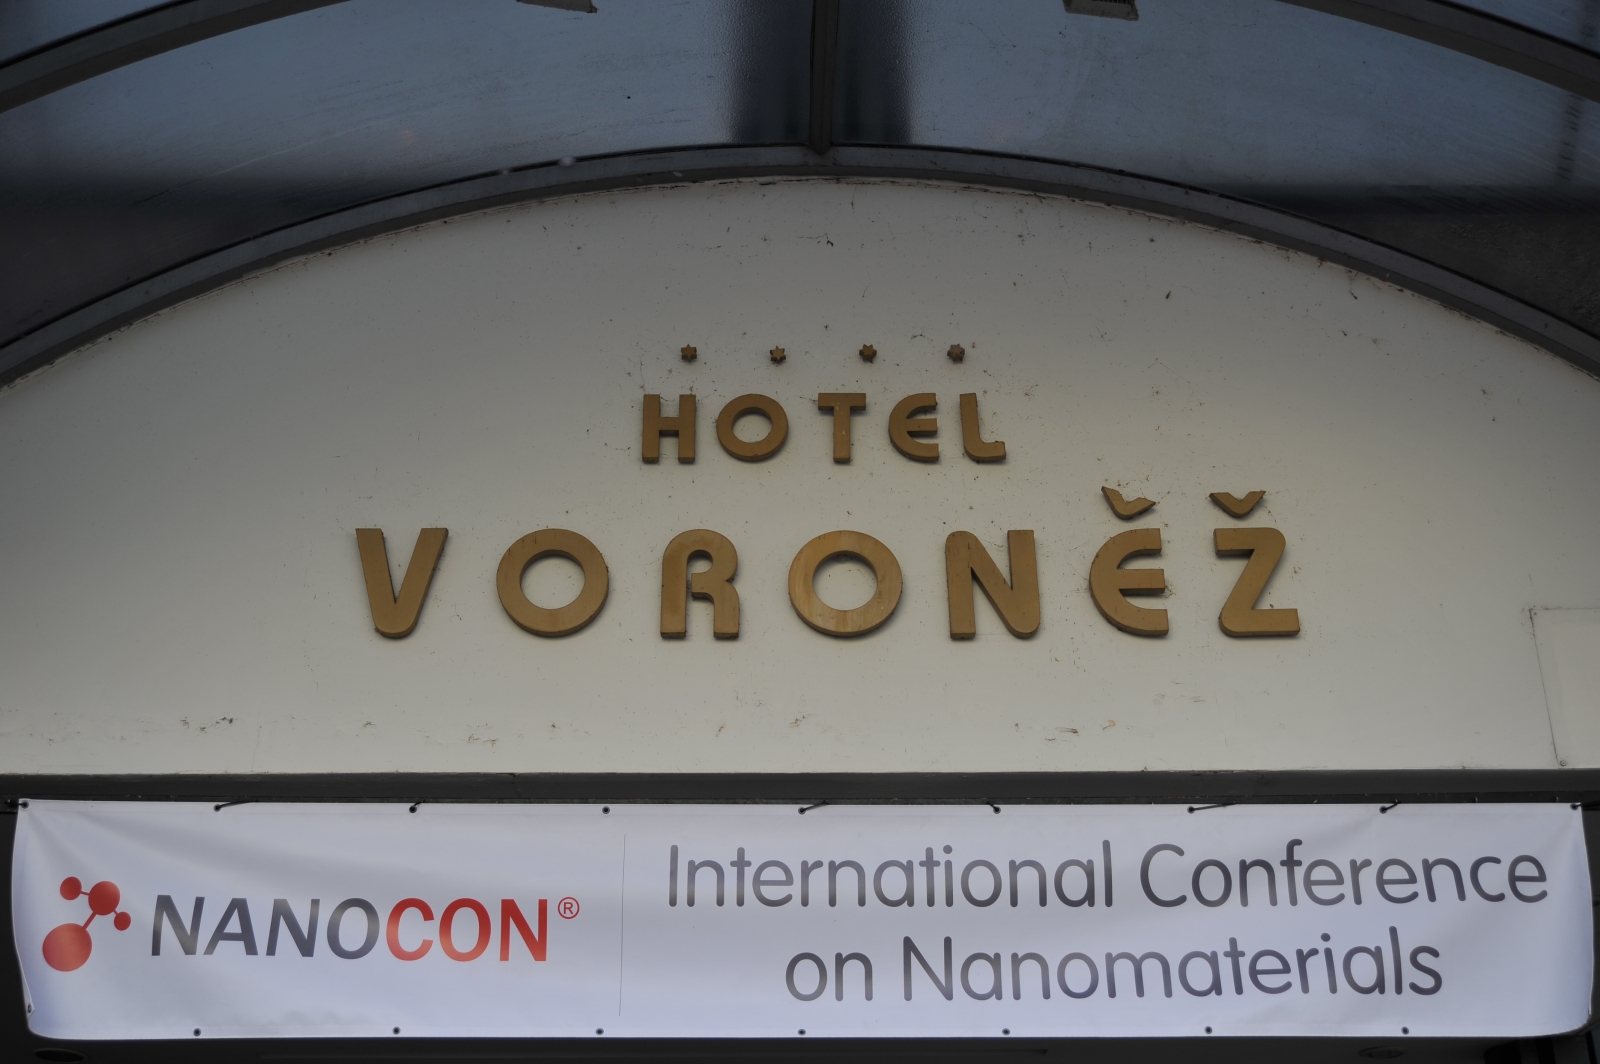 HOTEL
VORONĚŽ
NANOCON®
International Conference
on Nanomaterials